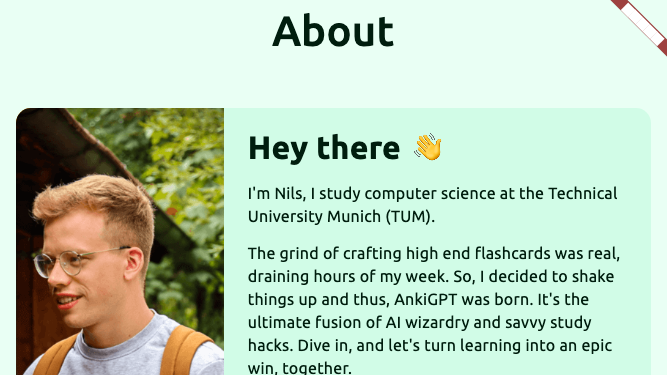 About
Hey there 👋
I'm Nils, I study computer science at the Technical
University Munich (TUM).
The grind of crafting high end flashcards was real,
draining hours of my week. So, I decided to shake
things up and thus, AnkiGPT was born. It's the
ultimate fusion of AI wizardry and savvy study
hacks. Dive in, and let's turn learning into an epic
win, together.